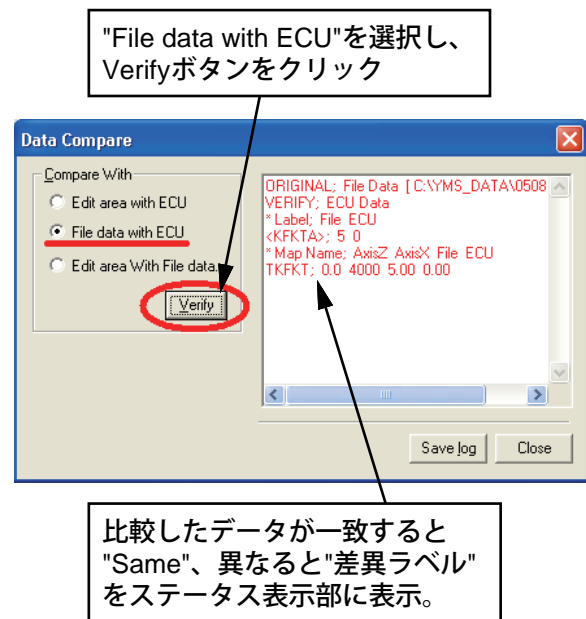 "File data with ECU"を選択し、
Verifyボタンをクリック
Data Compare
Compare With
Edit area with ECU
File data with ECU
Edit area With File data.
Verify
ORIGINAL; File Data [ C:\YMS_DATA\0508
VERIFY; ECU Data
* Label; File ECU
<KFKTA>; 5 0
* Map Name; AxisZ AxisX File ECU
TKFKT; 0.0 4000 5.00 0.00
Save log
Close
比較したデータが一致すると
"Same"、異なると"差異ラベル"
をステータス表示部に表示。